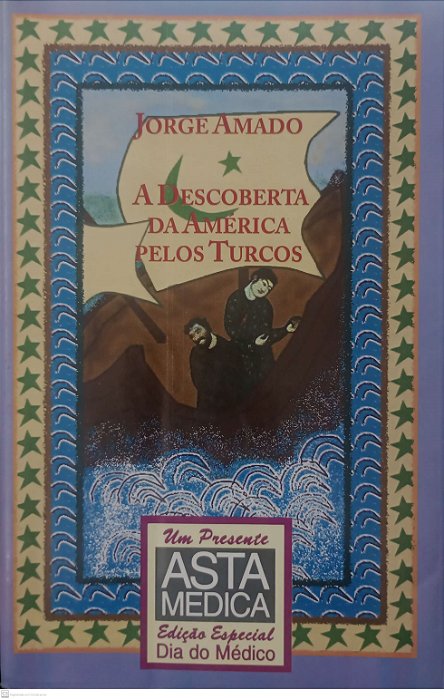 JORGE AMADO
A DESCOBERTA
DA AMÉRICA
PELOS TURCOS
Um Presente
ASTA
MEDICA
Edição Especial
Dia do Médico